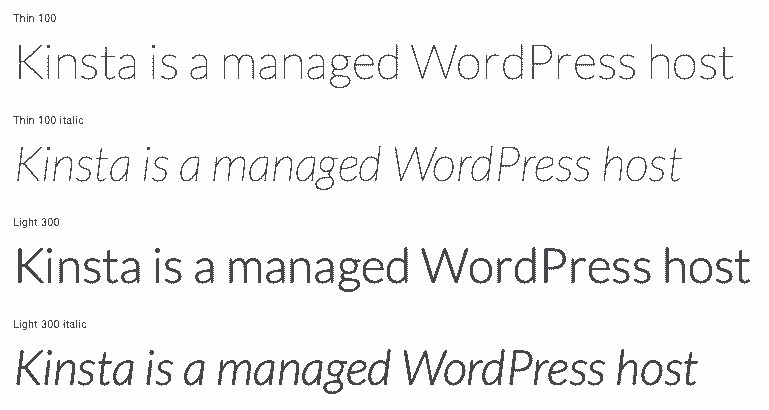 Thin 100
Kinsta is a managed WordPress host
Thin 100 italic
Kinsta is a managed WordPress host
Light 300
Kinsta is a managed WordPress host
Light 300 italic
Kinsta is a managed WordPress host